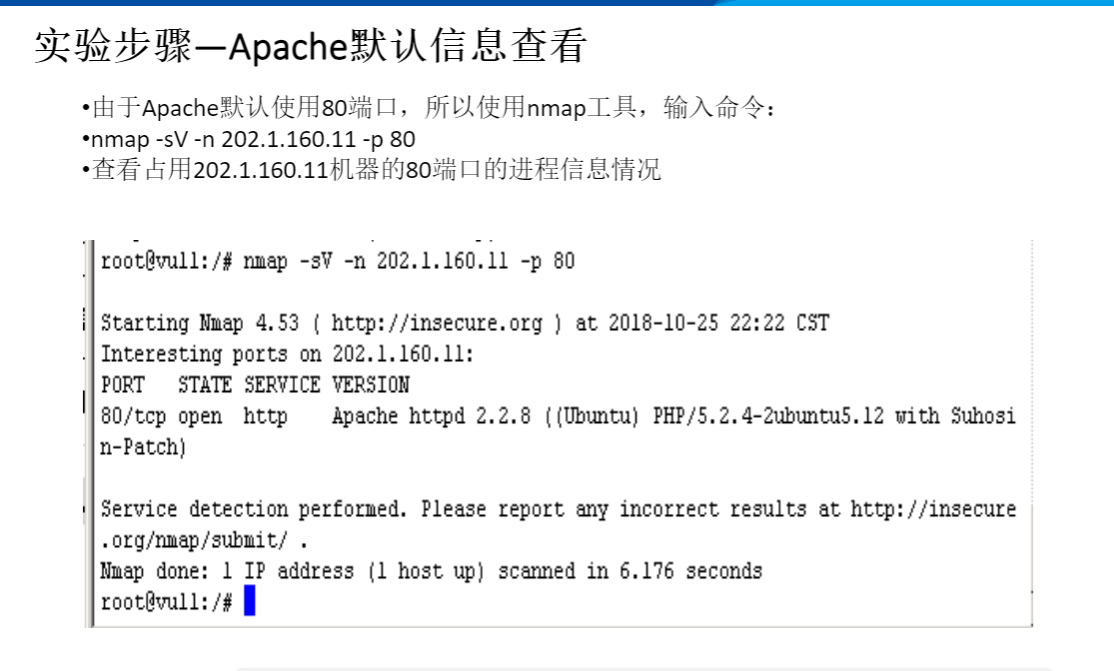 实验步骤—Apache默认信息查看
•由于Apache默认使用80端口，所以使用nmap工具，输入命令：
•nmap -sV -n 202.1.160.11 -p 80
•查看占用202.1.160.11机器的80端口的进程信息情况
root@vull:/# nmap -sV -n 202.1.160.11 -p 80
Starting Nmap 4.53 ( http://insecure.org ) at 2018-10-25 22:22 CST
Interesting ports on 202.1.160.11:
PORT   STATE SERVICE VERSION
80/tcp open  http    Apache httpd 2.2.8 ((Ubuntu) PHP/5.2.4-2ubuntu5.12 with Suhosi
n-Patch)
Service detection performed. Please report any incorrect results at http://insecure
.org/nmap/submit/ .
Nmap done: 1 IP address (1 host up) scanned in 6.176 seconds
root@vull:/#